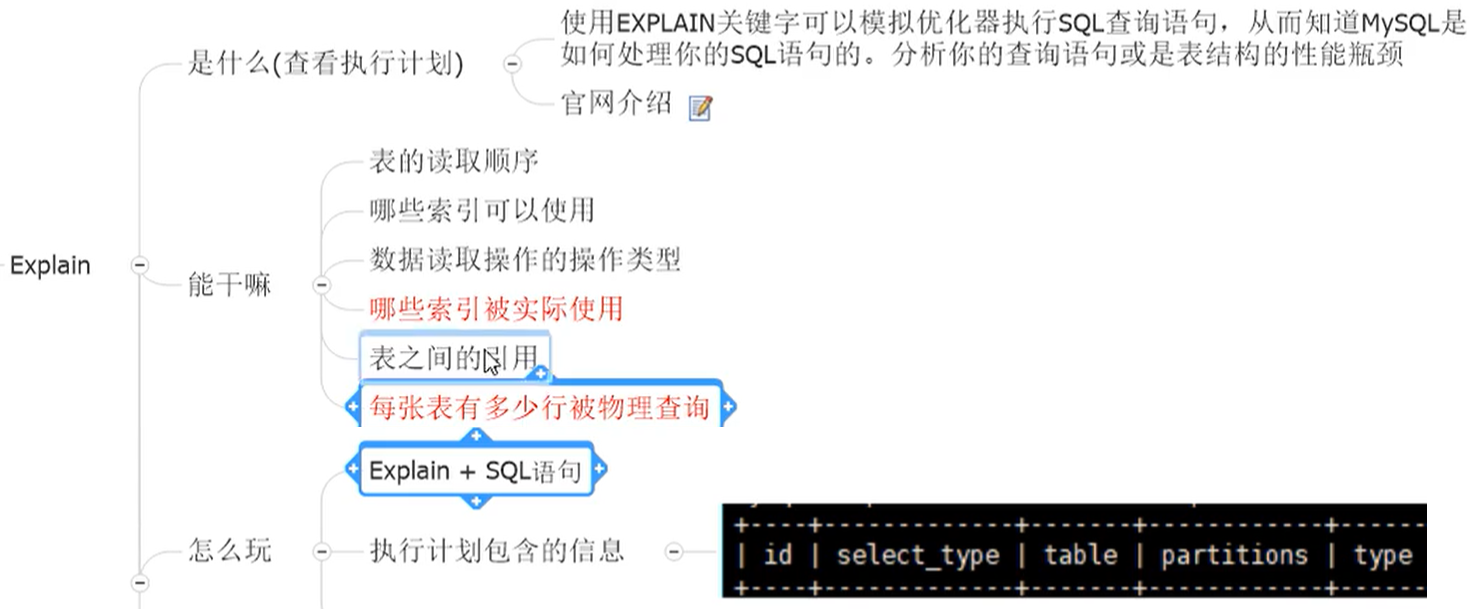 使用EXPLAIN关键字可以模拟优化器执行SQL查询语句，从而知道MySQL是
如何处理你的SQL语句的。分析你的查询语句或是表结构的性能瓶颈
是什么(查看执行计划)
官网介绍
表的读取顺序
哪些索引可以使用
数据读取操作的操作类型
Explain
能干嘛
哪些索引被实际使用
表之间的引用
每张表有多少行被物理查询
Explain + SQL语句
怎么玩
执行计划包含的信息
| id | select_type | table | partitions | type